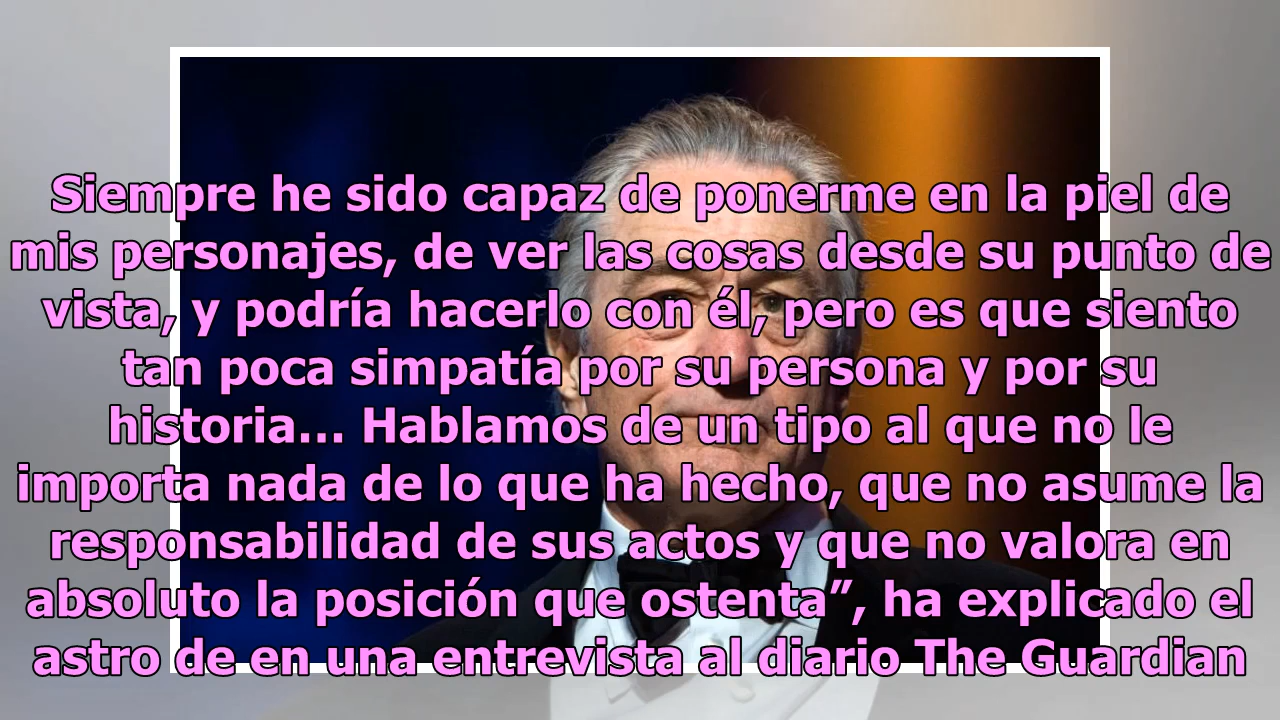 Siempre he sido capaz de ponerme en la piel de
mis personajes, de ver las cosas desde su punto de
vista, y podría hacerlo con él, pero es que siento
tan poca simpatía por su persona y por su
historia... Hablamos de un tipo al que no le
importa nada de lo que ha hecho, que no asume la
responsabilidad de sus actos y que no valora en
absoluto la posición que ostenta”, ha explicado el
astro de en una entrevista al diario The Guardian